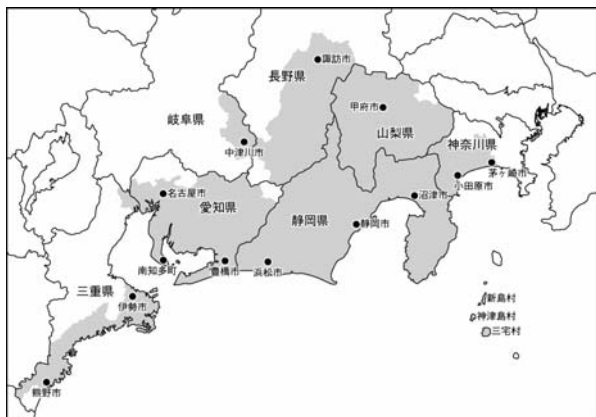 諏訪市
長野県
甲府市
岐阜県
山梨県
神奈川県
中津川市
茅ヶ崎市
小田原市
名古屋市
沼津市
愛知県
静岡県
静岡市
南知多町
豊橋市
浜松市
三重県
伊勢市
新島村
神津島村
三宅村
熊野市